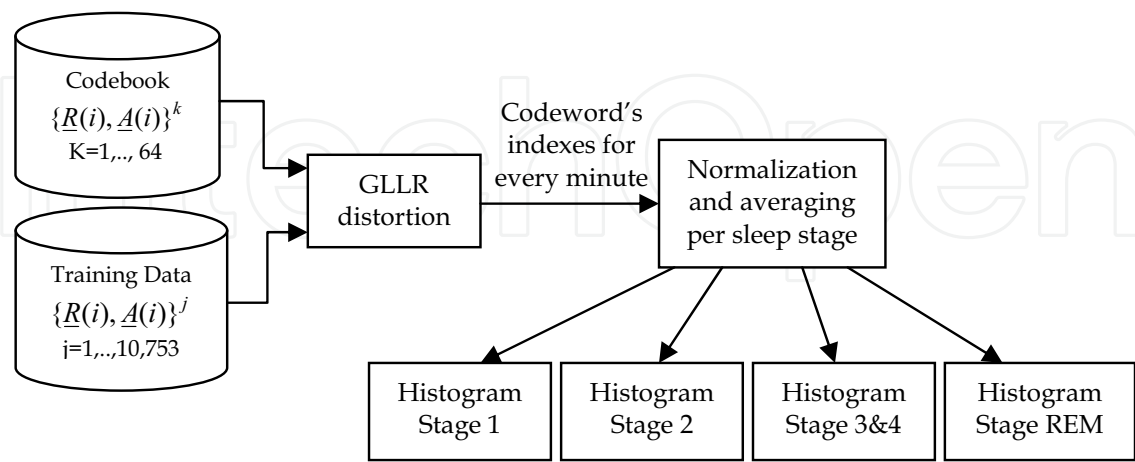 Codebook
{R(i), A(i)}^k
K=1,.., 64
Training Data
{R(i), A(i)}^j
j=1,..,10,753
GLLR
distortion
Codeword's
indexes for
every minute
Normalization
and averaging
per sleep stage
Histogram
Stage 1
Histogram
Stage 2
Histogram
Stage 3&4
Histogram
Stage REM
IntechOpen